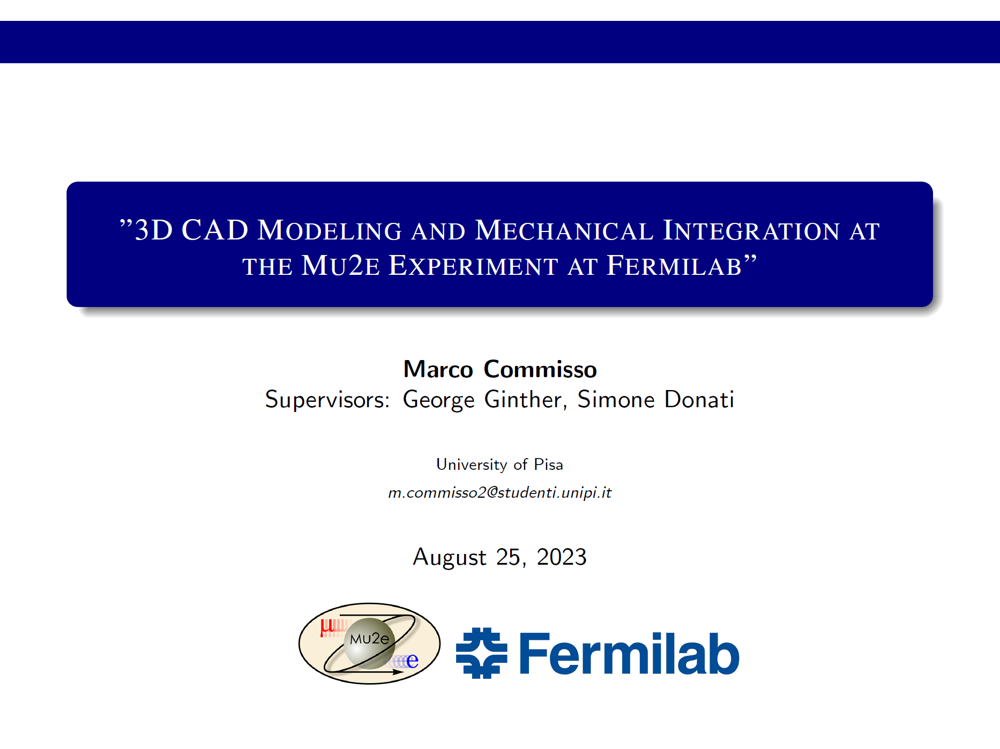 ”3D CAD Modeling and Mechanical Integration at
the Mu2e Experiment at Fermilab”
Marco Commisso
Supervisors: George Ginther, Simone Donati
University of Pisa
m.commisso2@studenti.unipi.it
August 25, 2023
μ
Mu2e
e
Fermilab